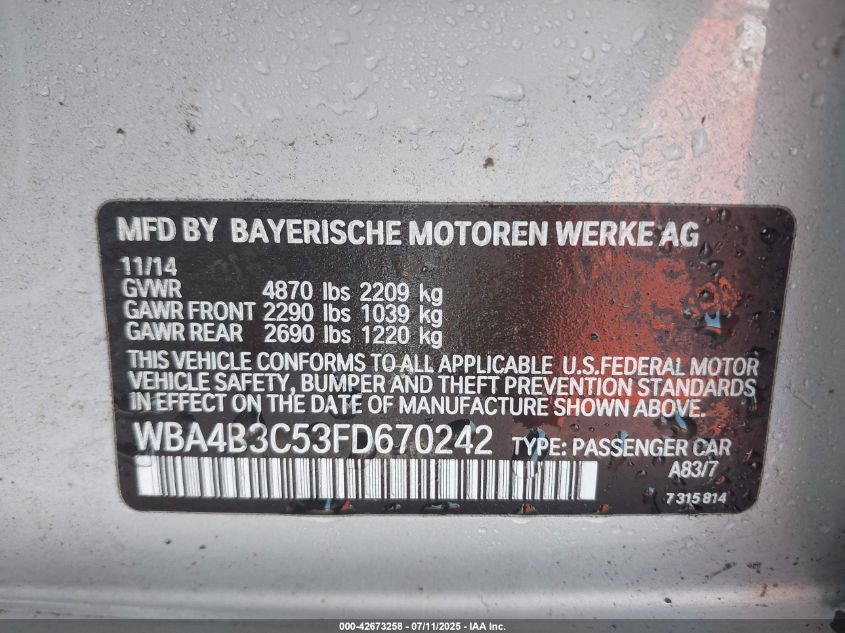 MFD BY BAYERISCHE MOTOREN WERKE AG
11/14
GVWR 4870 lbs 2209 kg
GAWR FRONT 2290 lbs 1039 kg
GAWR REAR 2690 lbs 1220 kg
THIS VEHICLE CONFORMS TO ALL APPLICABLE U.S.FEDERAL MOTOR
VEHICLE SAFETY, BUMPER AND THEFT PREVENTION STANDARDS
IN EFFECT ON THE DATE OF MANUFACTURE SHOWN ABOVE.
WBA4B3C53FD670242 TYPE: PASSENGER CAR
A83/7
7 315 814
000-42673258 - 07/11/2025 - IAA Inc.